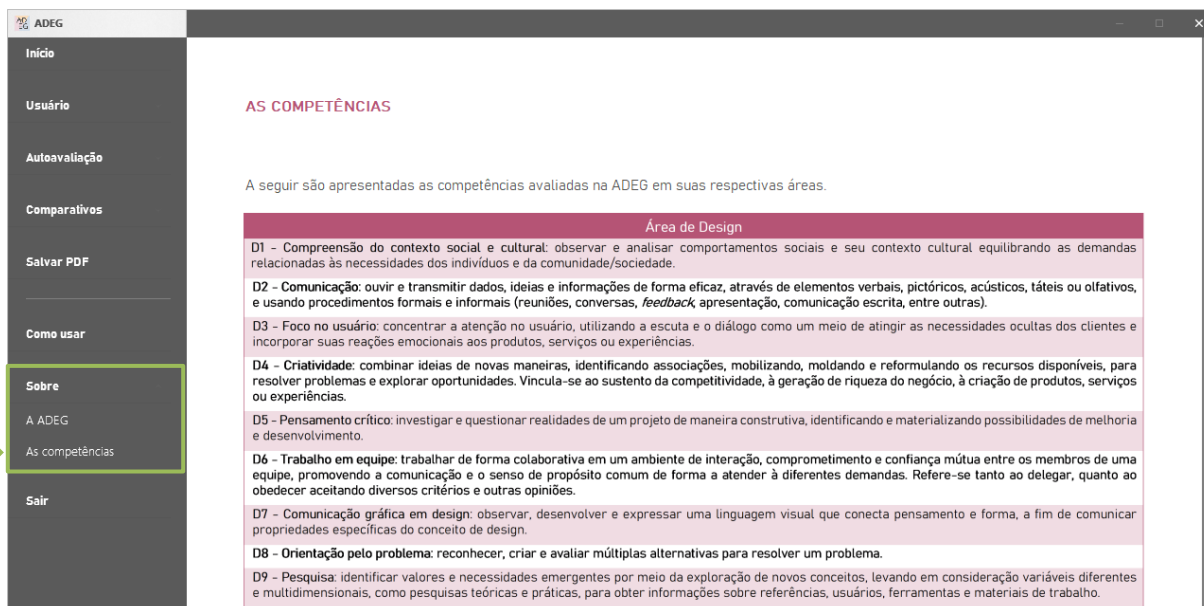 ADEG
Início
Usuário
Autoavaliação
Comparativos
Salvar PDF
Como usar
Sobre
A ADEG
As competências
Sair
AS COMPETÊNCIAS
A seguir são apresentadas as competências avaliadas na ADEG em suas respectivas áreas.
Área de Design
D1 - Compreensão do contexto social e cultural: observar e analisar comportamentos sociais e seu contexto cultural equilibrando as demandas
relacionadas às necessidades dos indivíduos e da comunidade/sociedade.
D2 - Comunicação: ouvir e transmitir dados, ideias e informações de forma eficaz, através de elementos verbais, pictóricos, acústicos, táteis ou olfativos,
e usando procedimentos formais e informais (reuniões, conversas, feedback, apresentação, comunicação escrita, entre outras).
D3 - Foco no usuário: concentrar a atenção no usuário, utilizando a escuta e o diálogo como um meio de atingir as necessidades ocultas dos clientes e
incorporar suas reações emocionais aos produtos, serviços ou experiências.
D4 - Criatividade: combinar ideias de novas maneiras, identificando associações, mobilizando, moldando e reformulando os recursos disponíveis, para
resolver problemas e explorar oportunidades. Vincula-se ao sustento da competitividade, à geração de riqueza do negócio, à criação de produtos, serviços
ou experiências.
D5 - Pensamento crítico: investigar e questionar realidades de um projeto de maneira construtiva, identificando e materializando possibilidades de melhoria
e desenvolvimento.
D6 - Trabalho em equipe: trabalhar de forma colaborativa em um ambiente de interação, comprometimento e confiança mútua entre os membros de uma
equipe, promovendo a comunicação e o senso de propósito comum de forma a atender à diferentes demandas. Refere-se tanto ao delegar, quanto ao
obedecer aceitando diversos critérios e outras opiniões.
D7 - Comunicação gráfica em design: observar, desenvolver e expressar uma linguagem visual que conecta pensamento e forma, a fim de comunicar
propriedades específicas do conceito de design.
D8 - Orientação pelo problema: reconhecer, criar e avaliar múltiplas alternativas para resolver um problema.
D9 - Pesquisa: identificar valores e necessidades emergentes por meio da exploração de novos conceitos, levando em consideração variáveis diferentes
e multidimensionais, como pesquisas teóricas e práticas, para obter informações sobre referências, usuários, ferramentas e materiais de trabalho.